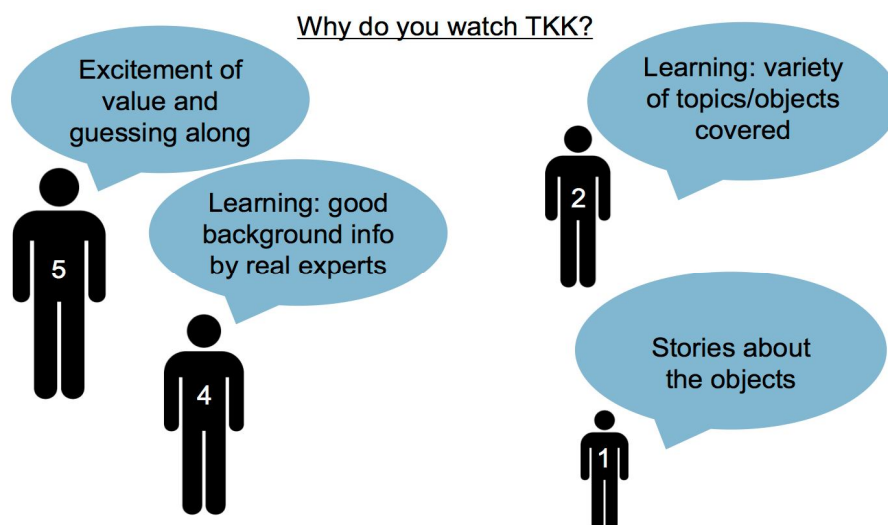 Why do you watch TKK?
Excitement of
value and
guessing along
5
Learning: good
background info
by real experts
4
Learning: variety
of topics/objects
covered
2
Stories about
the objects
1